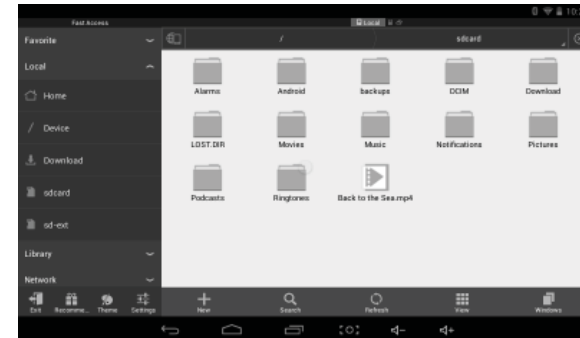 10:
Fast Access
Local
Favorite
/
sdcard
Local
Home
Device
Download
sdcard
sd-ext
Library
Network
Alarms
Android
backups
DCIM
Download
LOST.DIR
Movies
Music
Notifications
Pictures
Podcasts
Ringtones
Back to the Sea.mp4
Exit
Recomme...
Theme
Settings
New
Search
Refresh
View
Windows